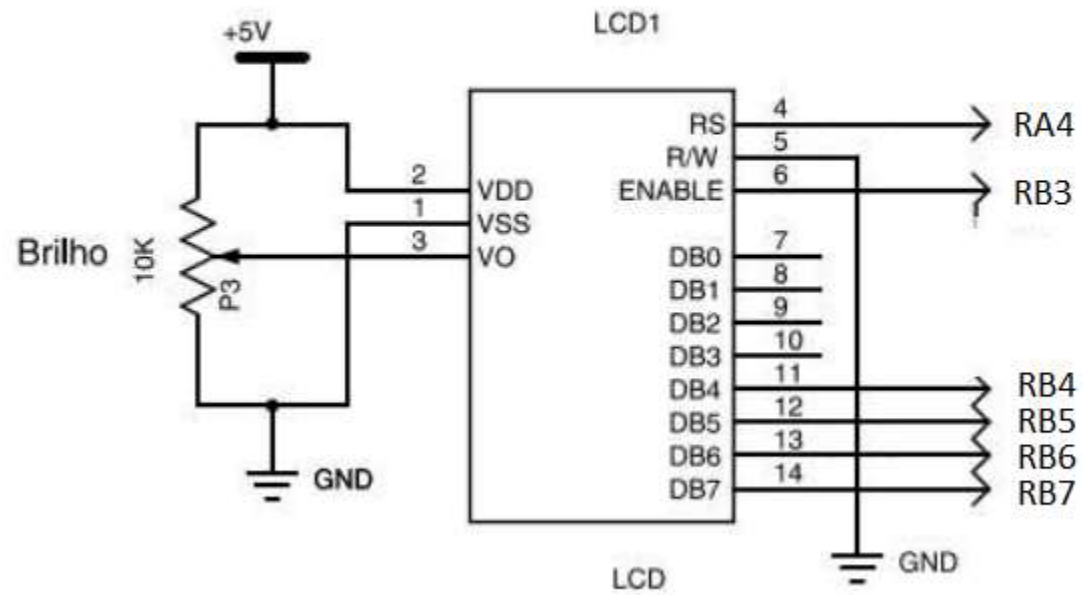 LCD1
+5V
RS 4 RA4
R/W 5
2 VDD
ENABLE 6 RB3
1 VSS
3 VO
Brilho
10K
P3
DB0 7
DB1 8
DB2 9
DB3 10
DB4 11 RB4
DB5 12 RB5
DB6 13 RB6
DB7 14 RB7
GND
GND
LCD